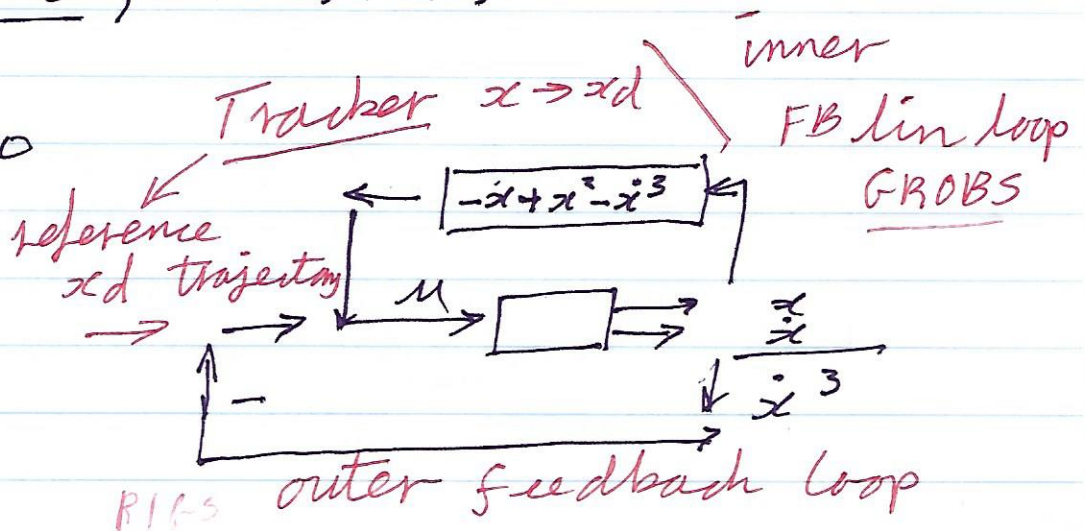 inner
Tracker x → xd
FB lin loop
GROBS
-ẋ+x²-ẋ³
reference
xd trajectory
u
x
ẋ
ẋ³
−
outer feedback loop